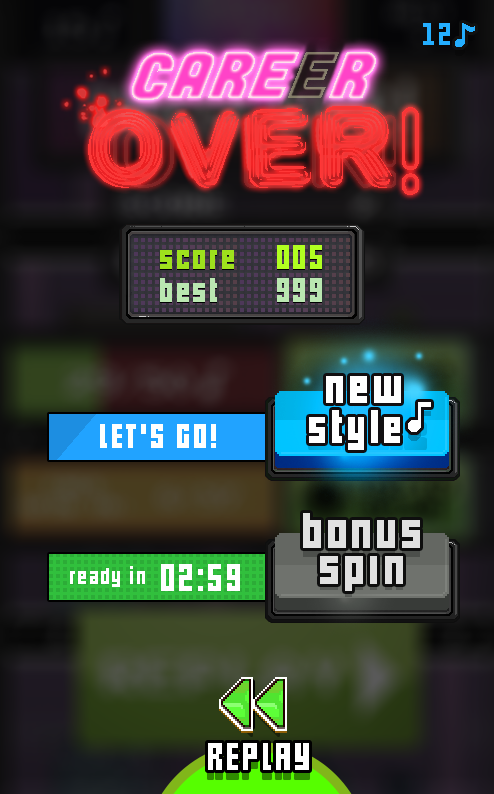 12
CAREER
OVER!
score 005
best 999
new
style
LET'S GO!
bonus
spin
ready in 02:59
REPLAY